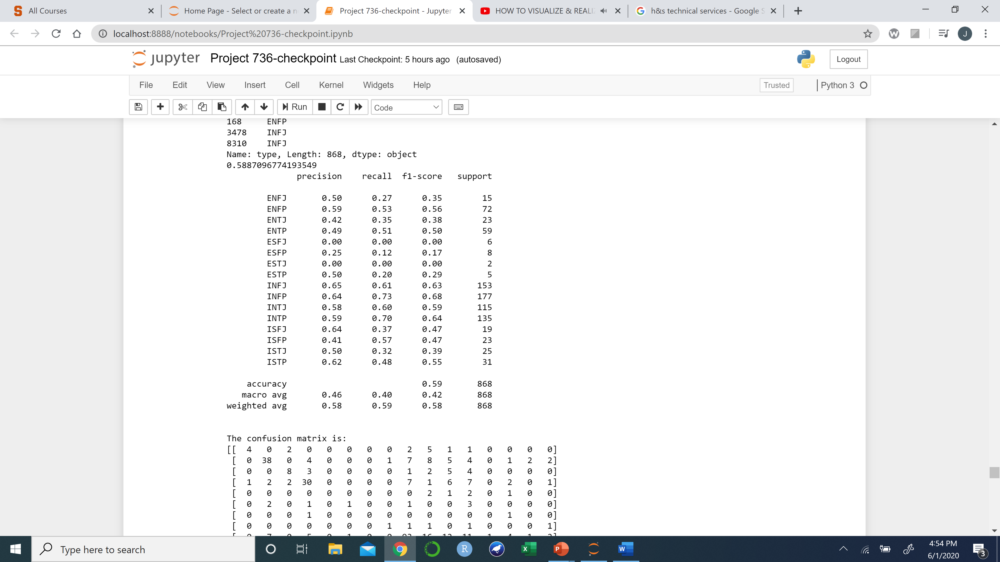 All Courses
Home Page - Select or create a n
Project 736-checkpoint - Jupyter
HOW TO VISUALIZE & REALIZ
h&s technical services - Google S
localhost:8888/notebooks/Project%20736-checkpoint.ipynb
W
J
jupyter Project 736-checkpoint Last Checkpoint: 5 hours ago (autosaved)
Logout
File Edit View Insert Cell Kernel Widgets Help
Trusted
Python 3
Run
Code
168 ENFP
3478 INFJ
8310 INFJ
Name: type, Length: 868, dtype: object
0.5887096774193549
precision recall f1-score support
ENFJ 0.50 0.27 0.35 15
ENFP 0.59 0.53 0.56 72
ENTJ 0.42 0.35 0.38 23
ENTP 0.49 0.51 0.50 59
ESFJ 0.00 0.00 0.00 6
ESFP 0.25 0.12 0.17 8
ESTJ 0.00 0.00 0.00 2
ESTP 0.50 0.20 0.29 5
INFJ 0.65 0.61 0.63 153
INFP 0.64 0.73 0.68 177
INTJ 0.58 0.60 0.59 115
INTP 0.59 0.70 0.64 135
ISFJ 0.64 0.37 0.47 19
ISFP 0.41 0.57 0.47 23
ISTJ 0.50 0.32 0.39 25
ISTP 0.62 0.48 0.55 31
accuracy 0.59 868
macro avg 0.46 0.40 0.42 868
weighted avg 0.58 0.59 0.58 868
The confusion matrix is:
[[ 4 0 2 0 0 0 0 0 2 5 1 1 0 0 0 0]
[ 0 38 0 4 0 0 0 1 7 8 5 4 0 1 2 2]
[ 0 0 8 3 0 0 0 0 1 2 5 4 0 0 0 0]
[ 1 2 2 30 0 0 0 0 7 1 6 7 0 2 0 1]
[ 0 0 0 0 0 0 0 0 0 2 1 2 0 1 0 0]
[ 0 2 0 1 0 1 0 0 1 0 0 3 0 0 0 0]
[ 0 0 0 1 0 0 0 0 0 0 0 0 0 1 0 0]
[ 0 0 0 0 0 0 0 1 1 1 0 1 0 0 0 1]
Type here to search
R
X
P
W
4:54 PM
6/1/2020
3